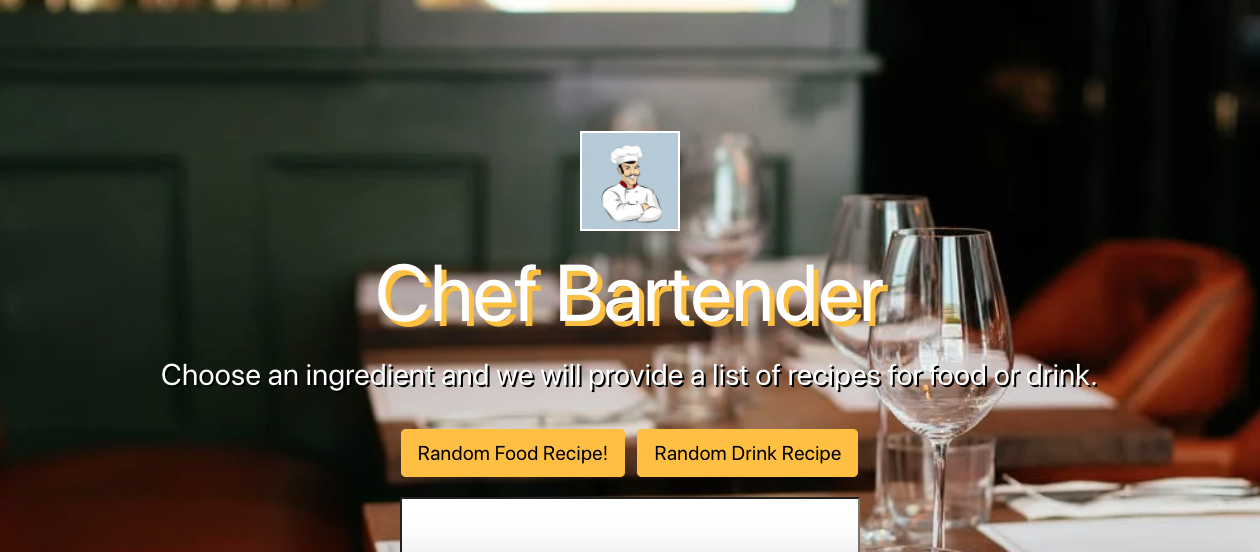 Chef Bartender
Choose an ingredient and we will provide a list of recipes for food or drink.
Random Food Recipe! Random Drink Recipe